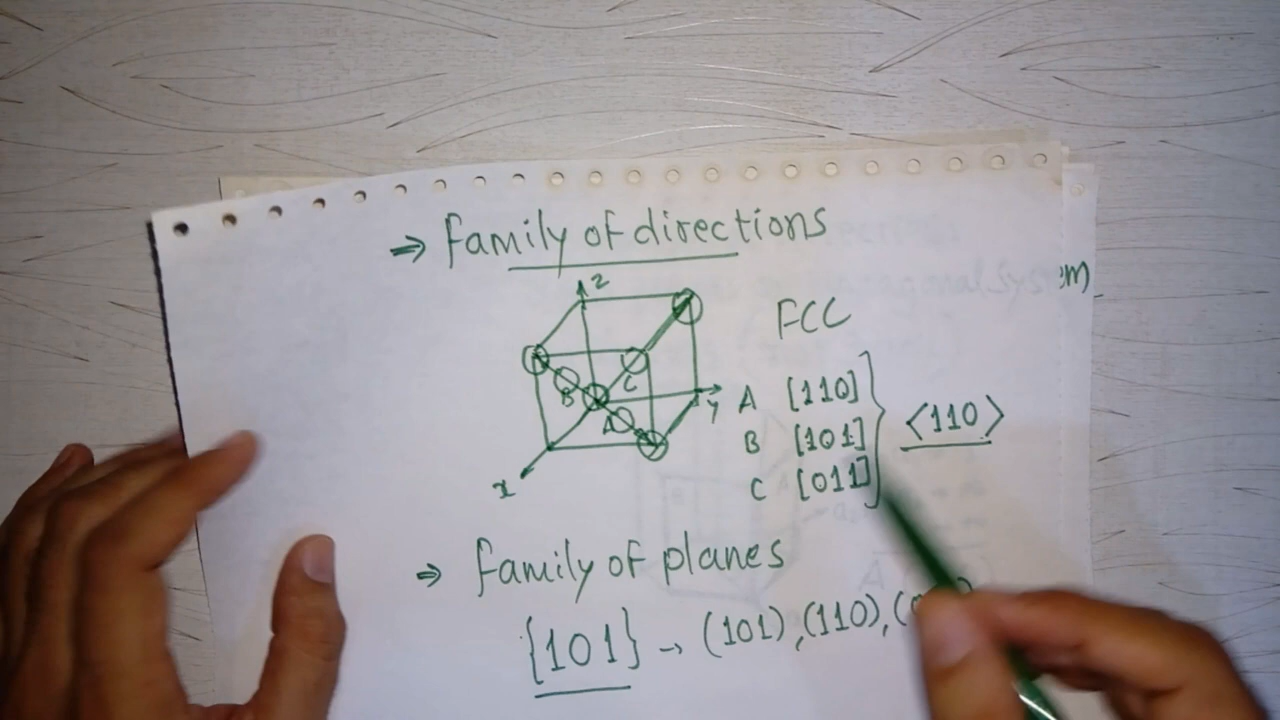 ⇒ family of directions
z
FCC
B
C
A
y
A [110]
B [101]
C [011]
<110>
x
⇒ family of planes
{101} → (101), (110), (